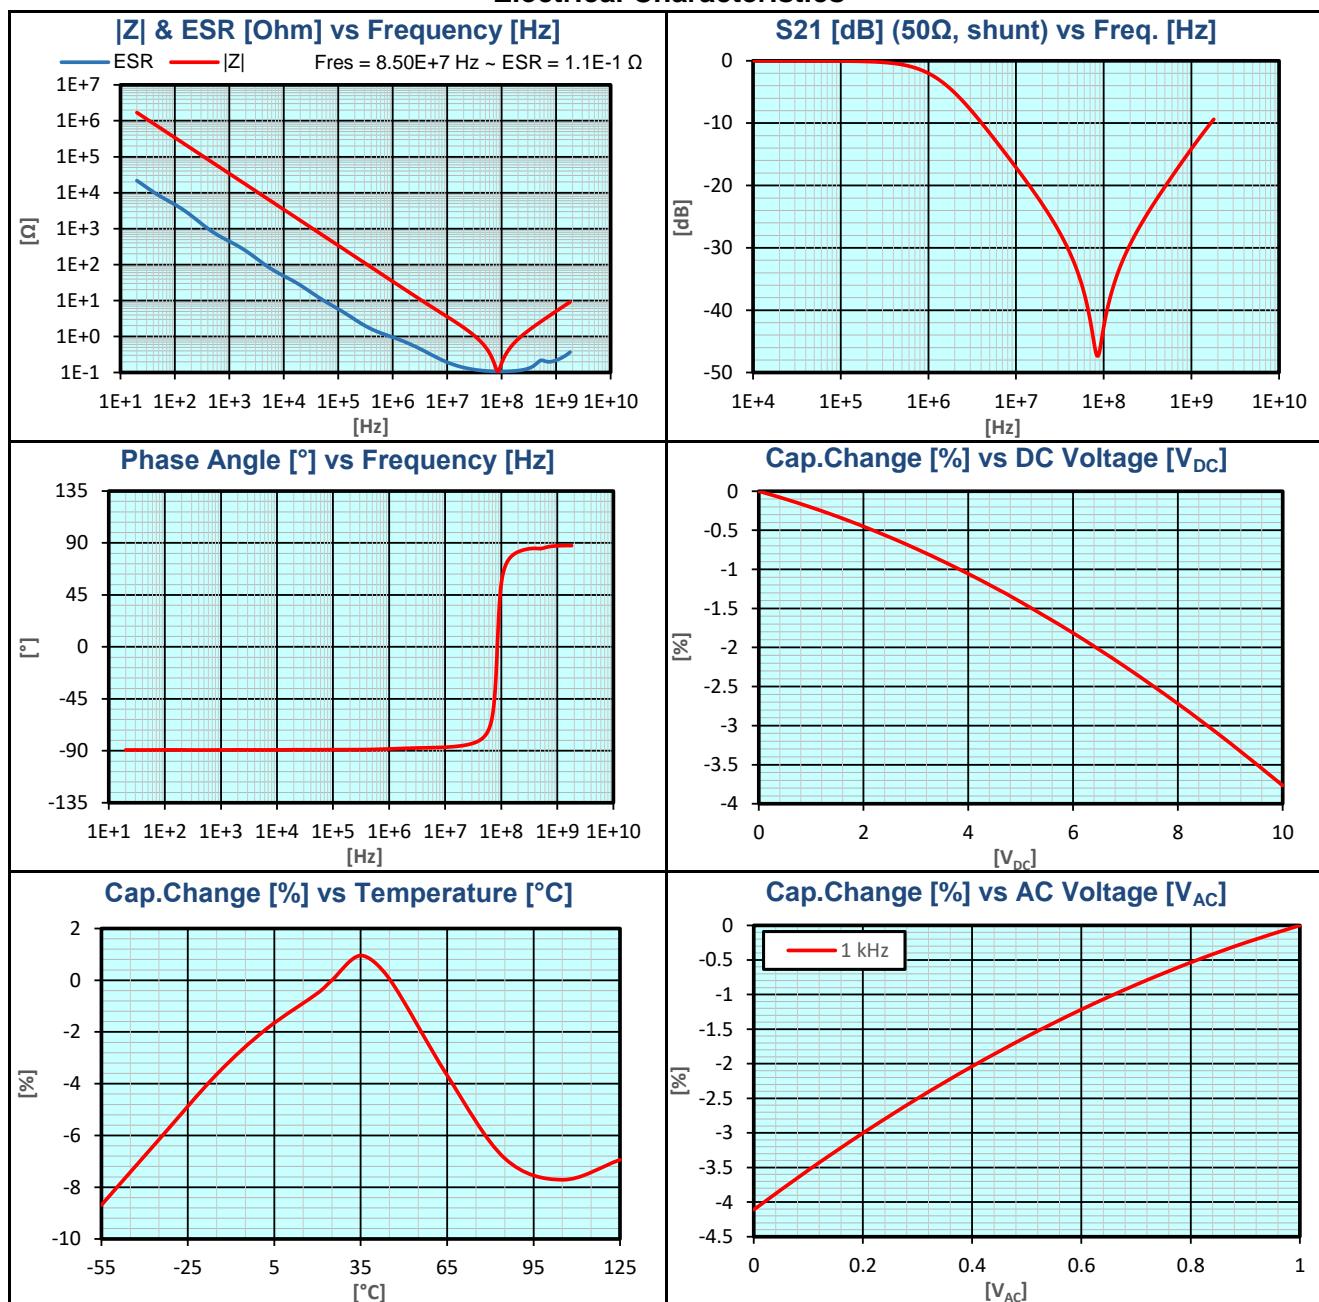 Electrical Characteristics
|Z| & ESR [Ohm] vs Frequency [Hz]
ESR |Z| Fres = 8.50E+7 Hz ~ ESR = 1.1E-1 Ω
1E+7
1E+6
1E+5
1E+4
1E+3
1E+2
1E+1
1E+0
1E-1
[Ω]
1E+1 1E+2 1E+3 1E+4 1E+5 1E+6 1E+7 1E+8 1E+9 1E+10
[Hz]
S21 [dB] (50Ω, shunt) vs Freq. [Hz]
0
-10
-20
-30
-40
-50
[dB]
1E+4 1E+5 1E+6 1E+7 1E+8 1E+9 1E+10
[Hz]
Phase Angle [°] vs Frequency [Hz]
135
90
45
0
-45
-90
-135
[°]
1E+1 1E+2 1E+3 1E+4 1E+5 1E+6 1E+7 1E+8 1E+9 1E+10
[Hz]
Cap.Change [%] vs DC Voltage [VDC]
0
-0.5
-1
-1.5
-2
-2.5
-3
-3.5
-4
[%]
0 2 4 6 8 10
[VDC]
Cap.Change [%] vs Temperature [°C]
2
0
-2
-4
-6
-8
-10
[%]
-55 -25 5 35 65 95 125
[°C]
Cap.Change [%] vs AC Voltage [VAC]
1 kHz
0
-0.5
-1
-1.5
-2
-2.5
-3
-3.5
-4
-4.5
[%]
0 0.2 0.4 0.6 0.8 1
[VAC]